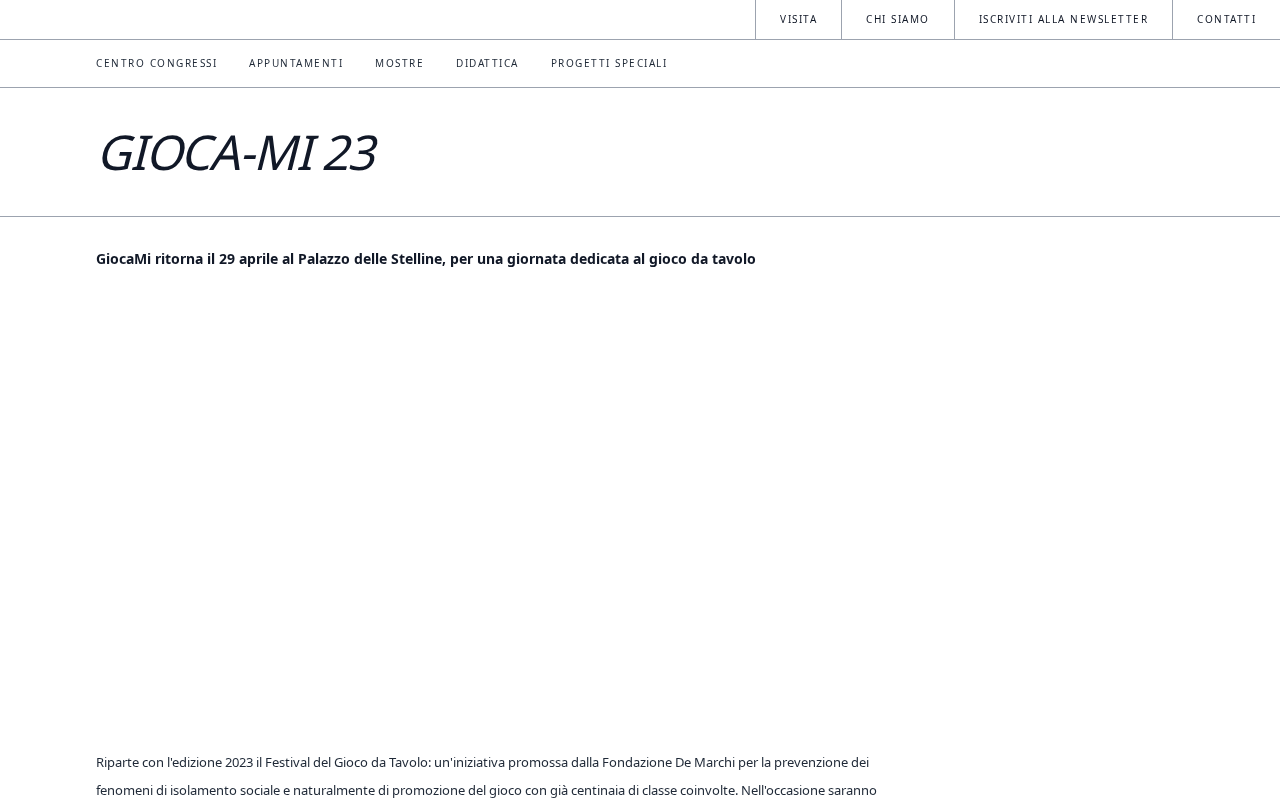 VISITA
CHI SIAMO
ISCRIVITI ALLA NEWSLETTER
CONTATTI
CENTRO CONGRESSI
APPUNTAMENTI
MOSTRE
DIDATTICA
PROGETTI SPECIALI
GIOCA-MI 23
GiocaMi ritorna il 29 aprile al Palazzo delle Stelline, per una giornata dedicata al gioco da tavolo
Riparte con l'edizione 2023 il Festival del Gioco da Tavolo: un'iniziativa promossa dalla Fondazione De Marchi per la prevenzione dei
fenomeni di isolamento sociale e naturalmente di promozione del gioco con già centinaia di classe coinvolte. Nell'occasione saranno